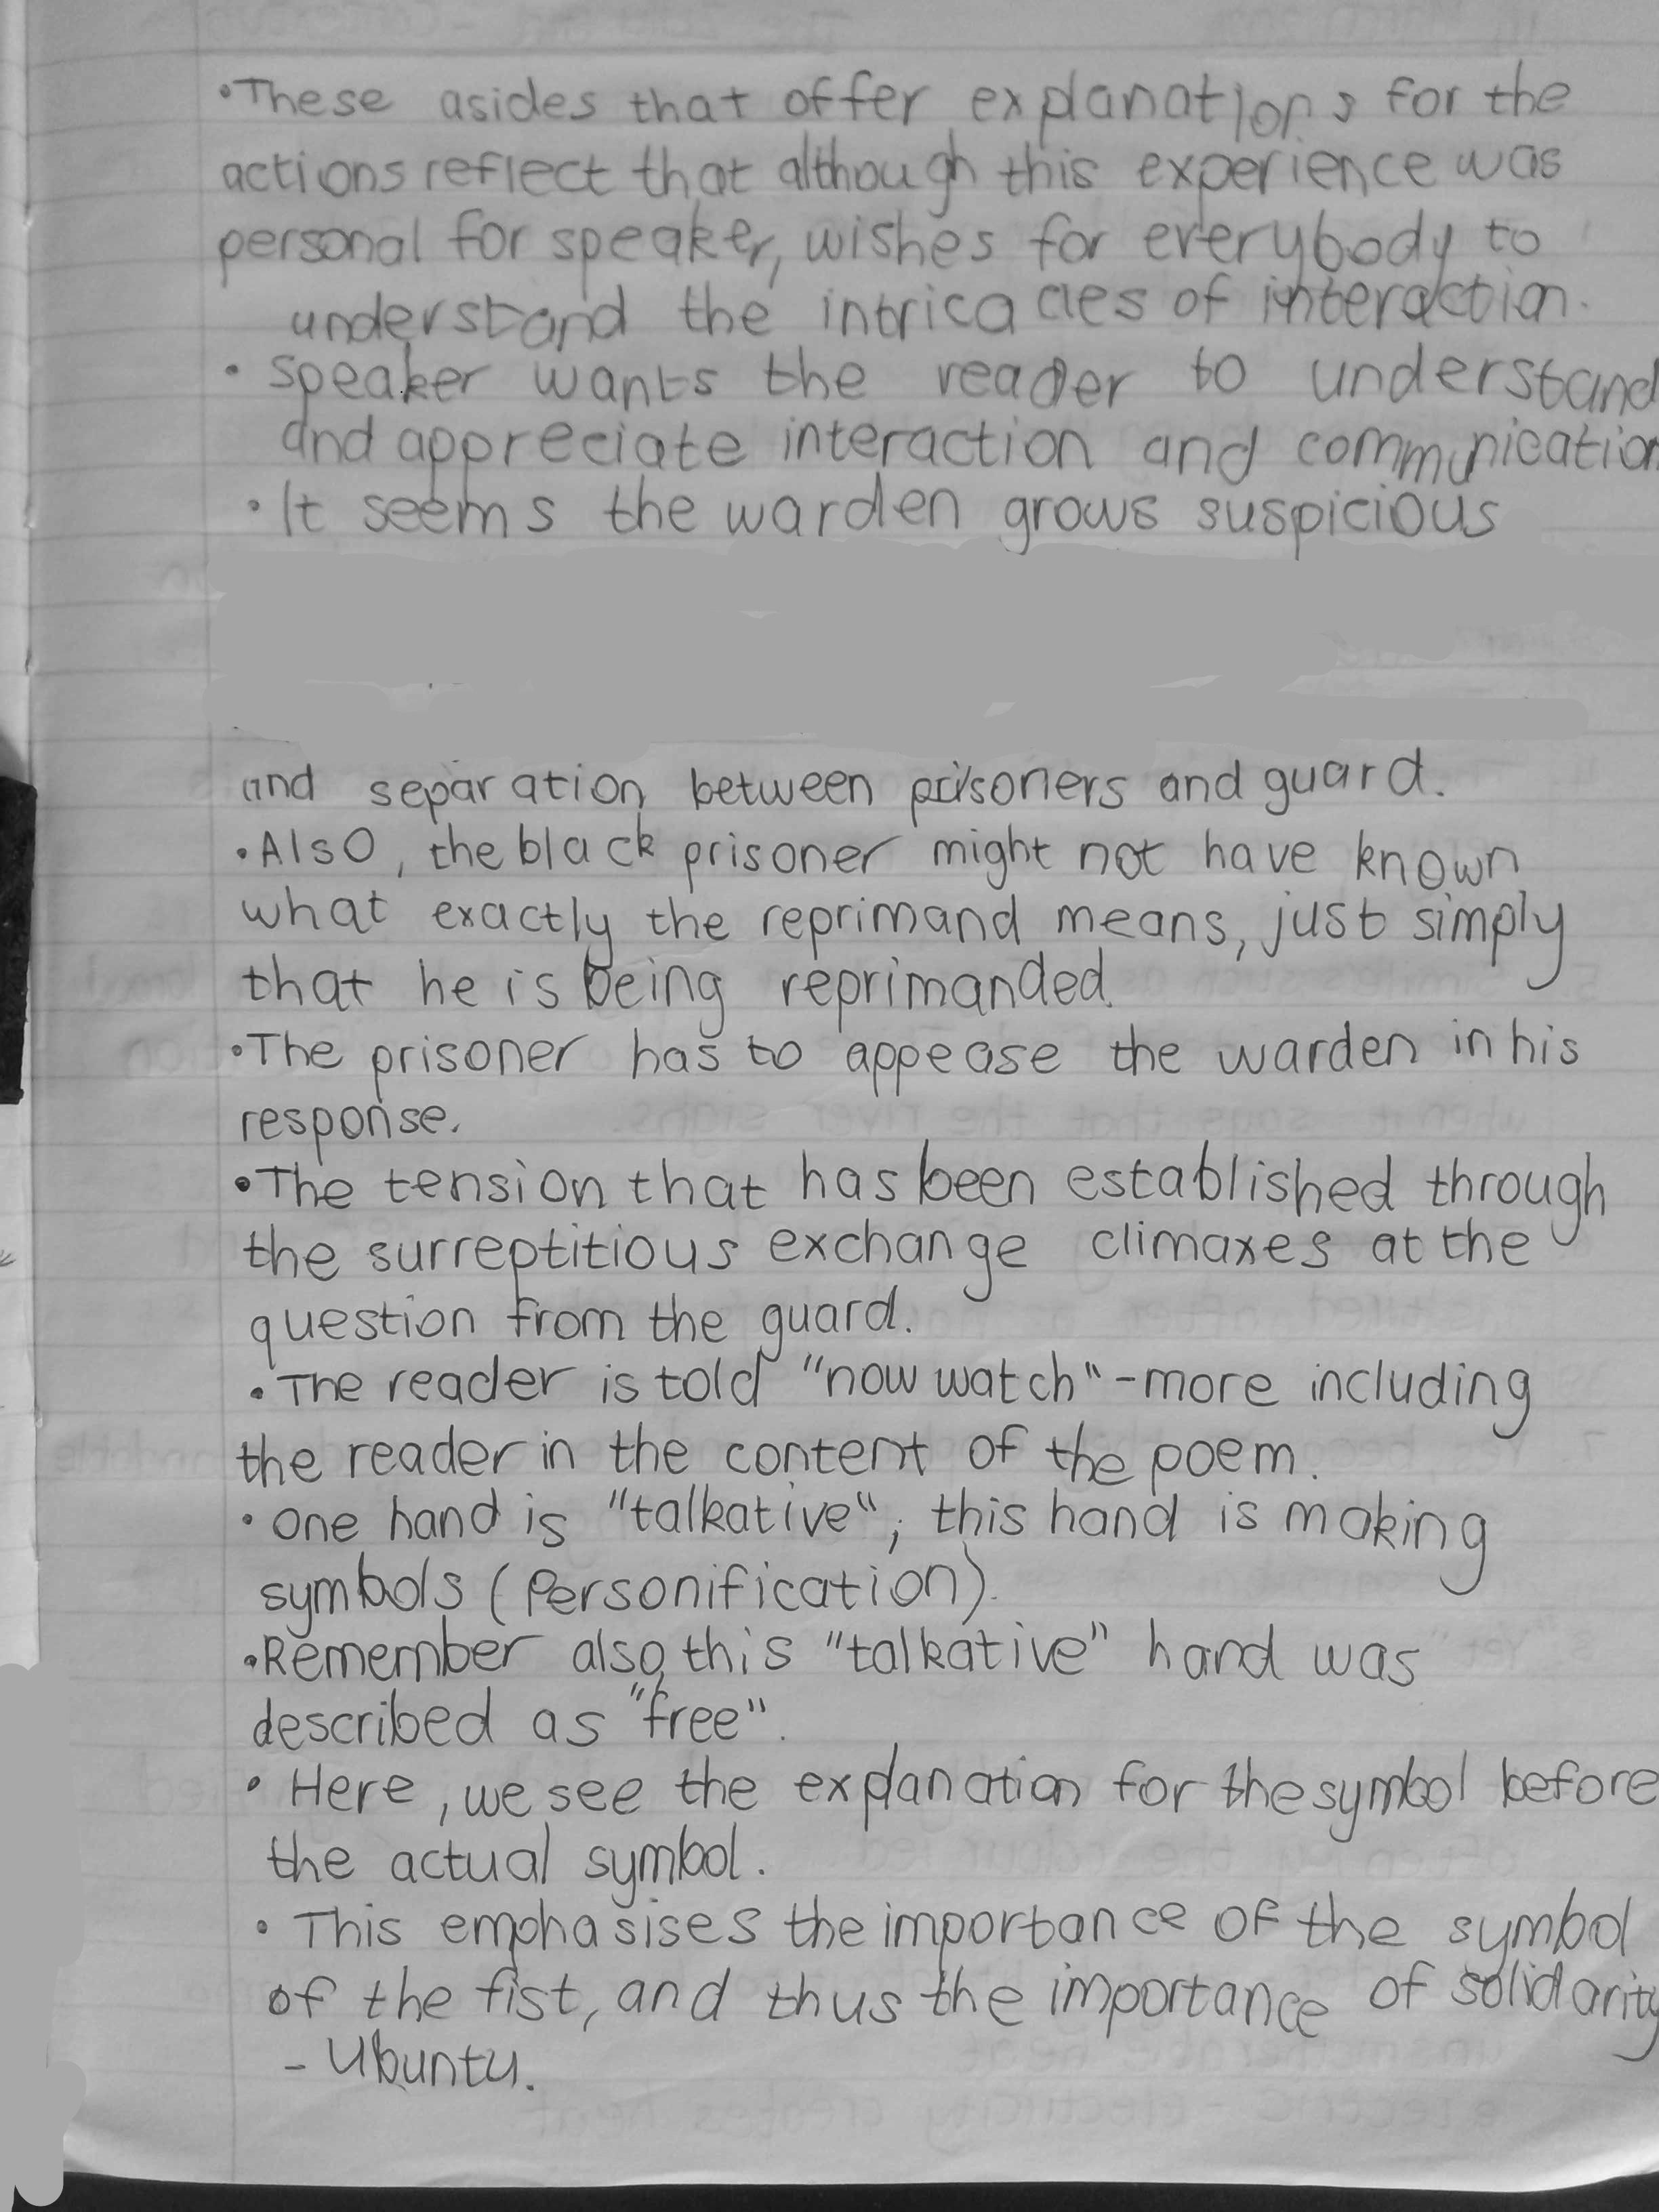 •These asides that offer explanations for the
actions reflect that although this experience was
personal for speaker, wishes for everybody to
understand the intricacies of interaction.
• speaker wants the reader to understand
and appreciate interaction and communication
• It seems the warden grows suspicious
and separation between prisoners and guard.
•Also, the black prisoner might not have known
what exactly the reprimand means, just simply
that he is being reprimanded.
•The prisoner has to appease the warden in his
response.
•The tension that has been established through
the surreptitious exchange climaxes at the
question from the guard.
•The reader is told "now watch" - more including
the reader in the content of the poem.
• One hand is "talkative", this hand is making
symbols (Personification).
•Remember also, this "talkative" hand was
described as "free".
• Here, we see the explanation for the symbol before
the actual symbol.
• This emphasises the importance of the symbol
of the fist, and thus the importance of solidarity
- Ubuntu.